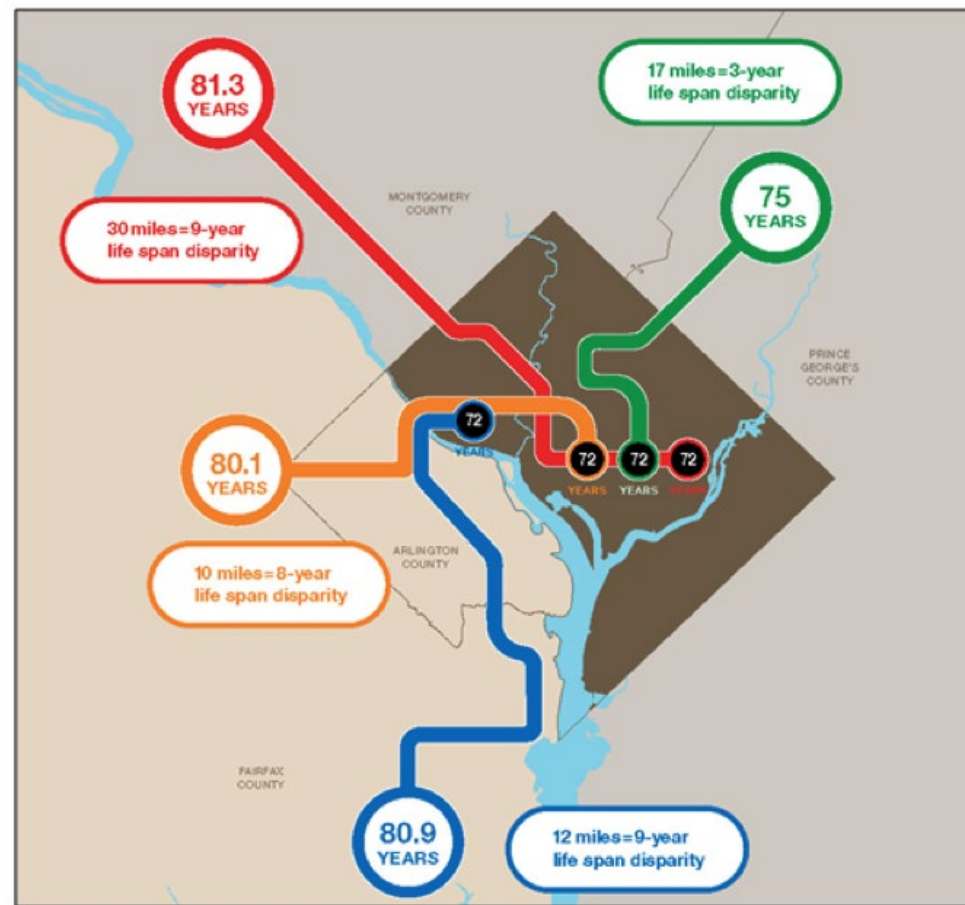 81.3
YEARS
17 miles=3-year
life span disparity
MONTGOMERY
COUNTY
75
YEARS
30 miles=9-year
life span disparity
PRINCE
GEORGE'S
COUNTY
72
YEARS
80.1
YEARS
72
YEARS
72
YEARS
72
YEARS
ARLINGTON
COUNTY
10 miles=8-year
life span disparity
FAIRFAX
COUNTY
80.9
YEARS
12 miles=9-year
life span disparity